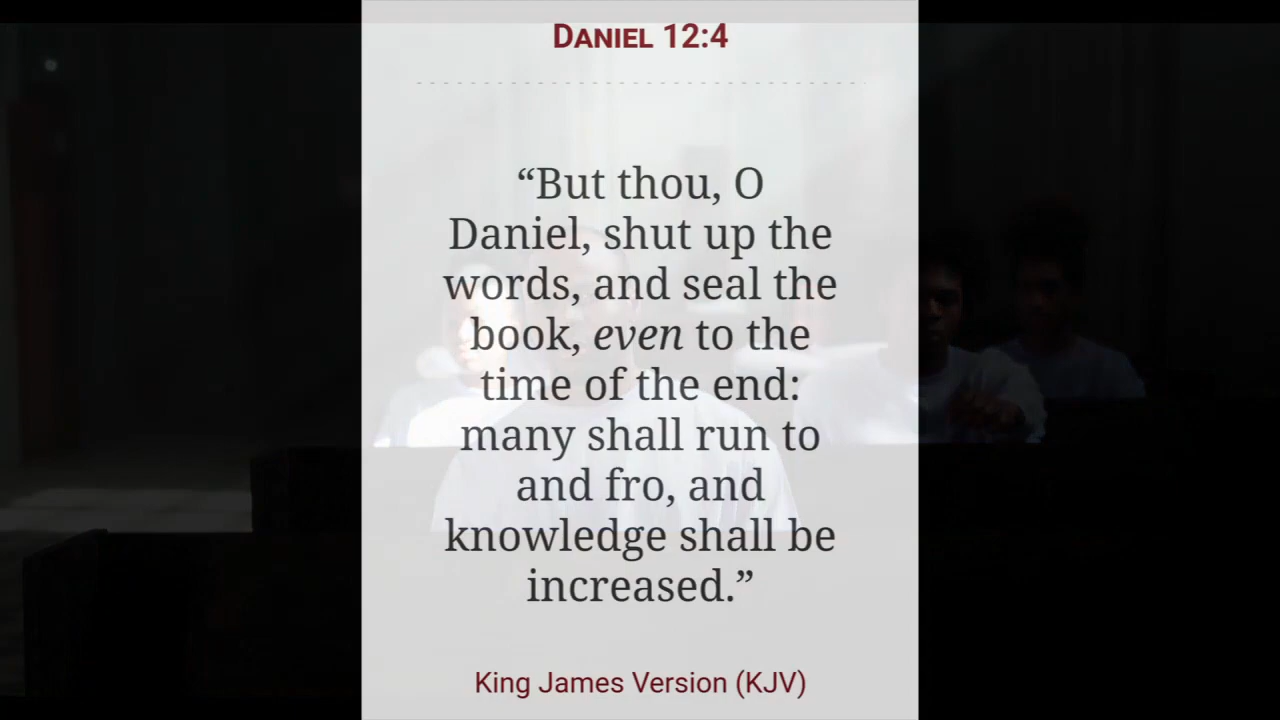 DANIEL 12:4
“But thou, O
Daniel, shut up the
words, and seal the
book, even to the
time of the end:
many shall run to
and fro, and
knowledge shall be
increased.”
King James Version (KJV)